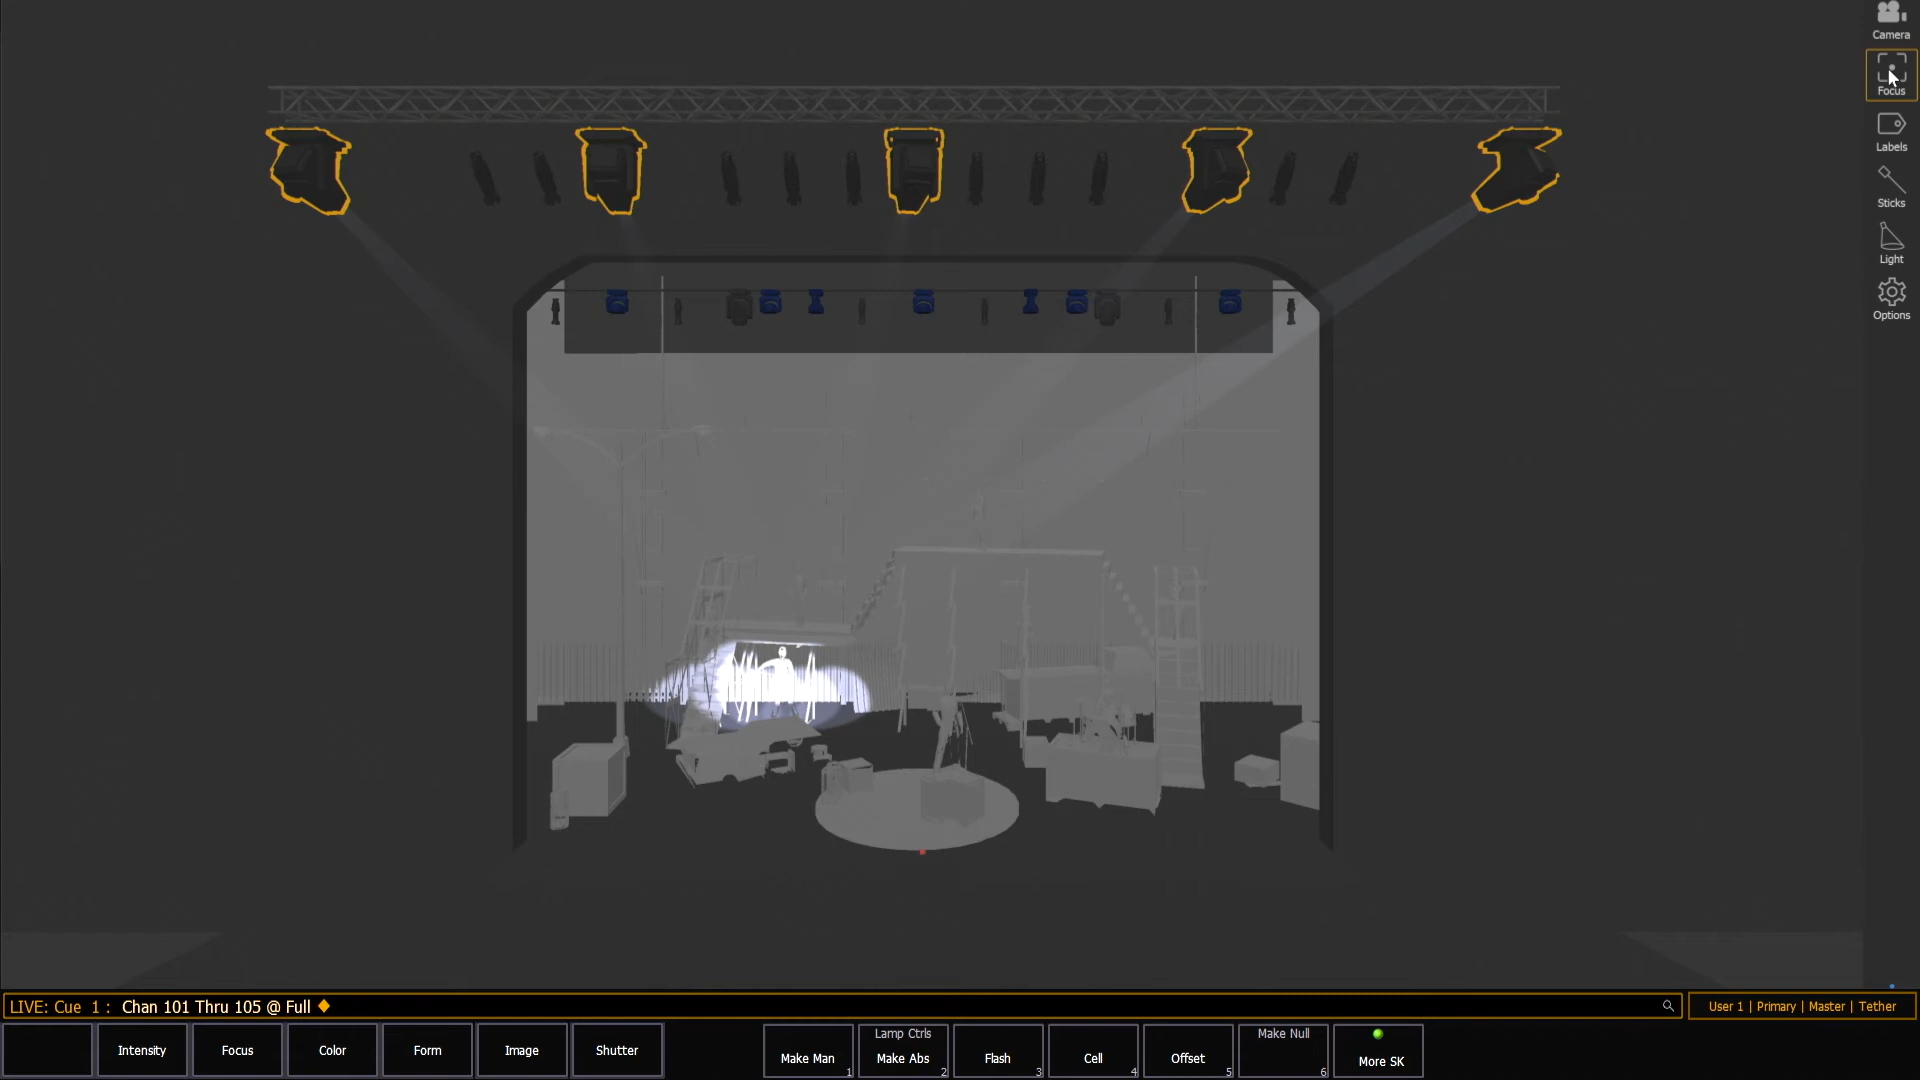 Camera
Focus
Labels
Sticks
Light
Options
LIVE: Cue 1 : Chan 101 Thru 105 @ Full
User 1 | Primary | Master | Tether
Intensity
Focus
Color
Form
Image
Shutter
Make Man
1
Lamp Ctrls
Make Abs
2
Flash
3
Cell
4
Offset
5
Make Null
6
More SK